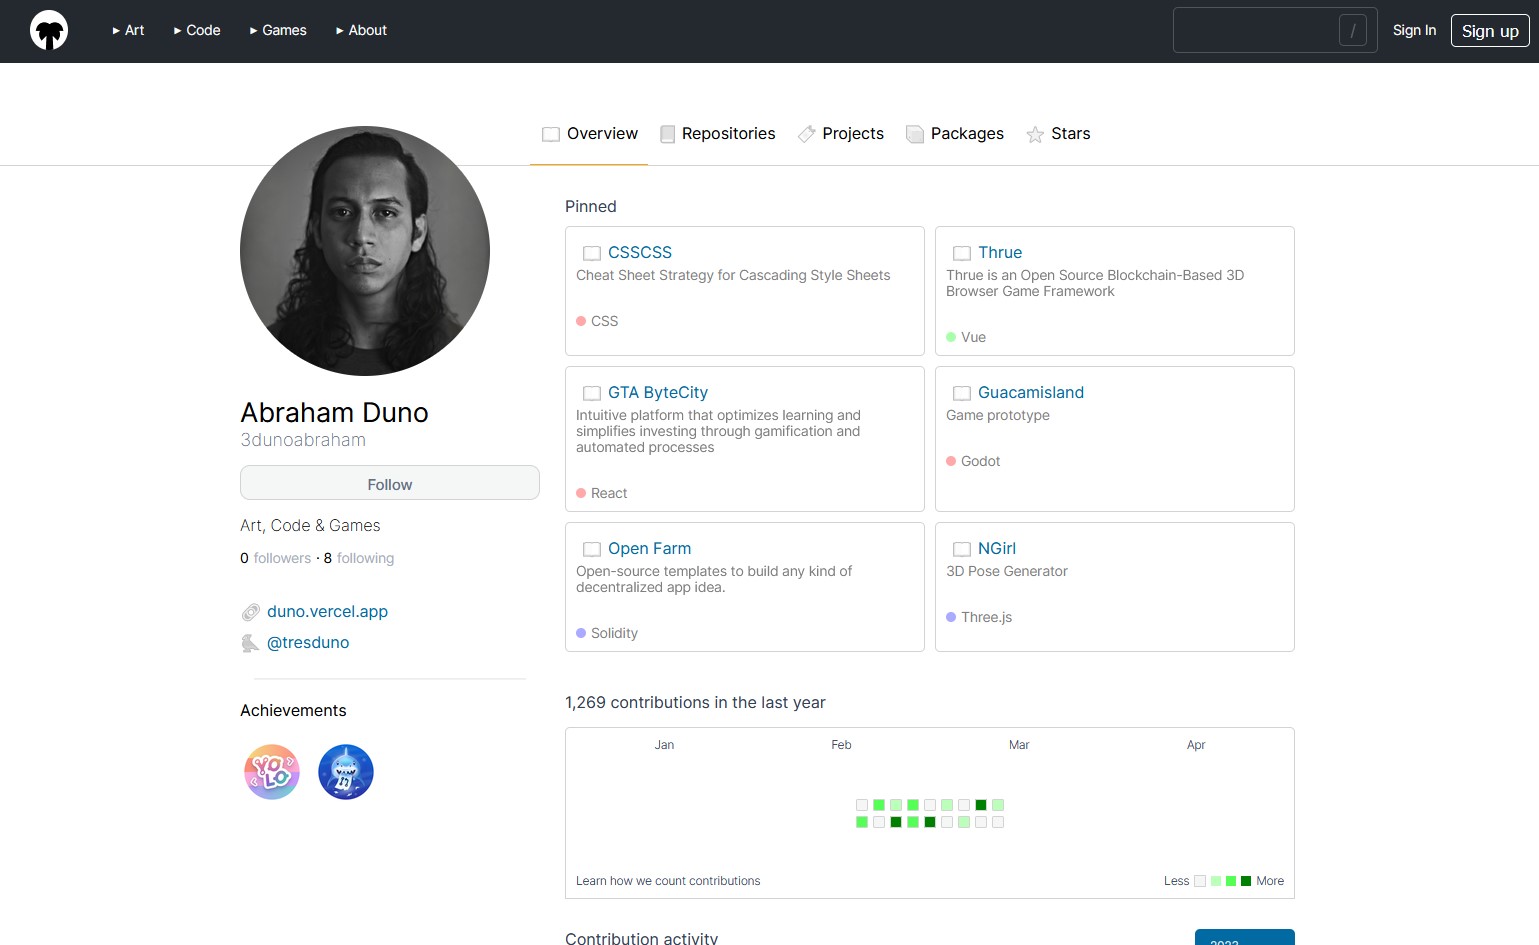 Art
Code
Games
About
/
Sign In
Sign up
Overview
Repositories
Projects
Packages
Stars
Abraham Duno
3dunoabraham
Follow
Art, Code & Games
0 followers · 8 following
duno.vercel.app
@tresduno
Achievements
YOLO
Pinned
CSSCSS
Cheat Sheet Strategy for Cascading Style Sheets
CSS
Thrue
Thrue is an Open Source Blockchain-Based 3D
Browser Game Framework
Vue
GTA ByteCity
Intuitive platform that optimizes learning and
simplifies investing through gamification and
automated processes
React
Guacamisland
Game prototype
Godot
Open Farm
Open-source templates to build any kind of
decentralized app idea.
Solidity
NGirl
3D Pose Generator
Three.js
1,269 contributions in the last year
Jan
Feb
Mar
Apr
Learn how we count contributions
Less
More
Contribution activity
2023